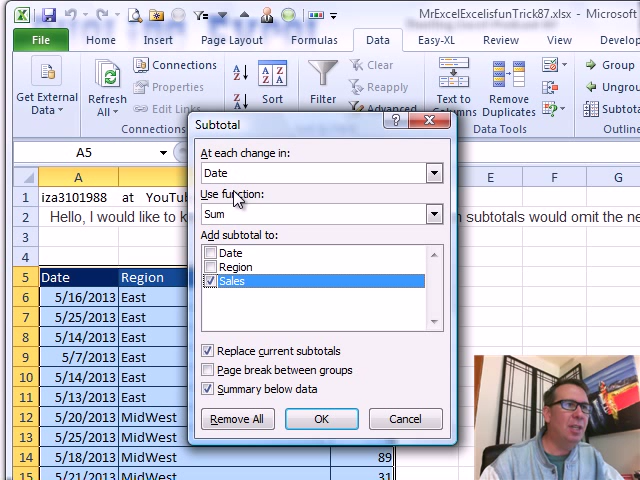 MrExcelExcelisfunTrick87.xlsx - Microsoft
File Home Insert Page Layout Formulas Data Easy-XL Review View Develo
Get External Data
Refresh All
Connections
Properties
Edit Links
Connections
Sort
Filter
Clear
Reapply
Advanced
Text to Columns
Remove Duplicates
Data Tools
Group
Ungrou
Subtota
Outline
A5
A E F G
1 iza3101988 at YouTub
2 Hello, I would like to k
n subtotals would omit the ne
3
4
5 Date Region
6 5/16/2013 East
7 5/25/2013 East
8 5/14/2013 East
9 5/7/2013 East
10 5/14/2013 East
11 5/13/2013 East
12 5/20/2013 MidWest
13 5/25/2013 MidWest
14 5/18/2013 MidWest 89
15 5/21/2013 MidWest 31
Subtotal
At each change in:
Date
Use function:
Sum
Add subtotal to:
Date
Region
Sales
Replace current subtotals
Page break between groups
Summary below data
Remove All OK Cancel